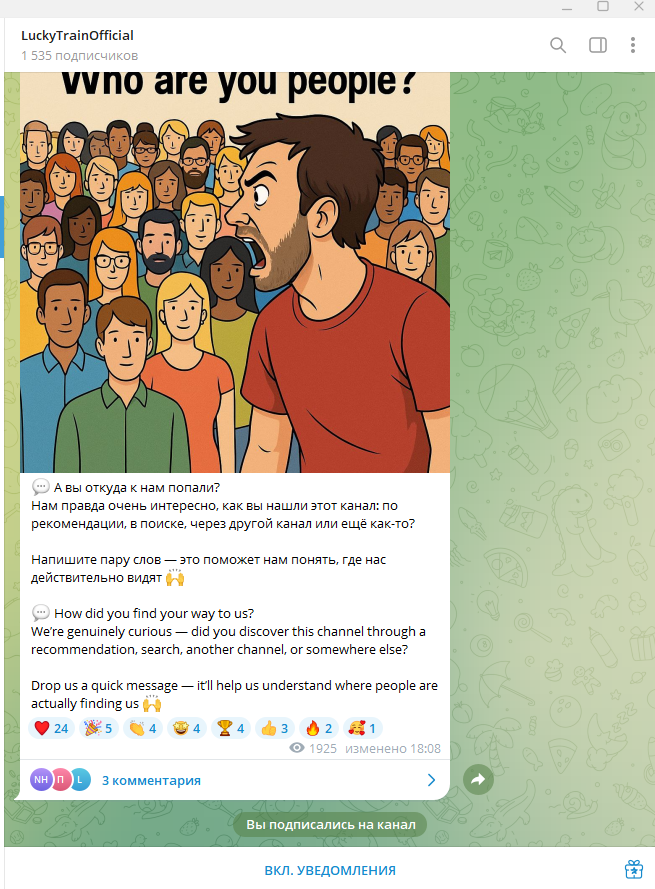 LuckyTrainOfficial
1 535 подписчиков
Who are you people?
💬 А вы откуда к нам попали?
Нам правда очень интересно, как вы нашли этот канал: по
рекомендации, в поиске, через другой канал или ещё как-то?
Напишите пару слов — это поможет нам понять, где нас
действительно видят 🙌
💬 How did you find your way to us?
We’re genuinely curious — did you discover this channel through a
recommendation, search, another channel, or somewhere else?
Drop us a quick message — it’ll help us understand where people are
actually finding us 🙌
❤️ 24 🎉 5 👏 4 🤩 4 🏆 4 👍 3 🔥 2 🥰 1
1925 изменено 18:08
NH П L 3 комментария
Вы подписались на канал
ВКЛ. УВЕДОМЛЕНИЯ